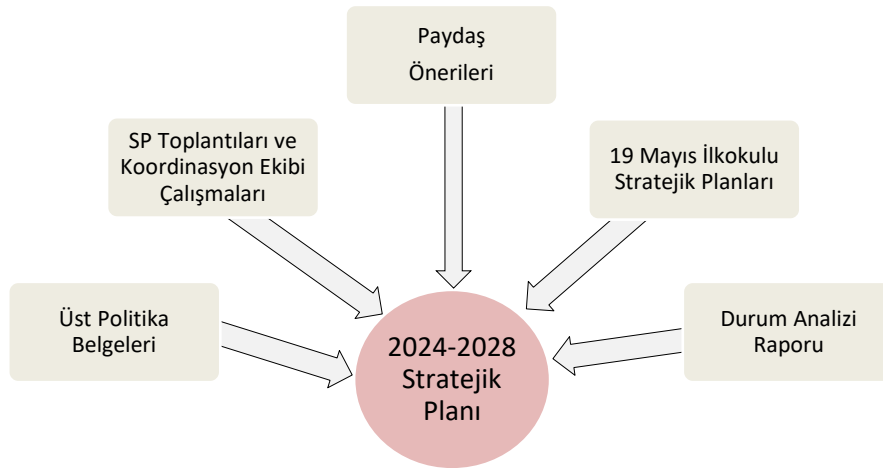 Paydaş
Önerileri
SP Toplantıları ve
Koordinasyon Ekibi
Çalışmaları
19 Mayıs İlkokulu
Stratejik Planları
Üst Politika
Belgeleri
Durum Analizi
Raporu
2024-2028
Stratejik
Planı